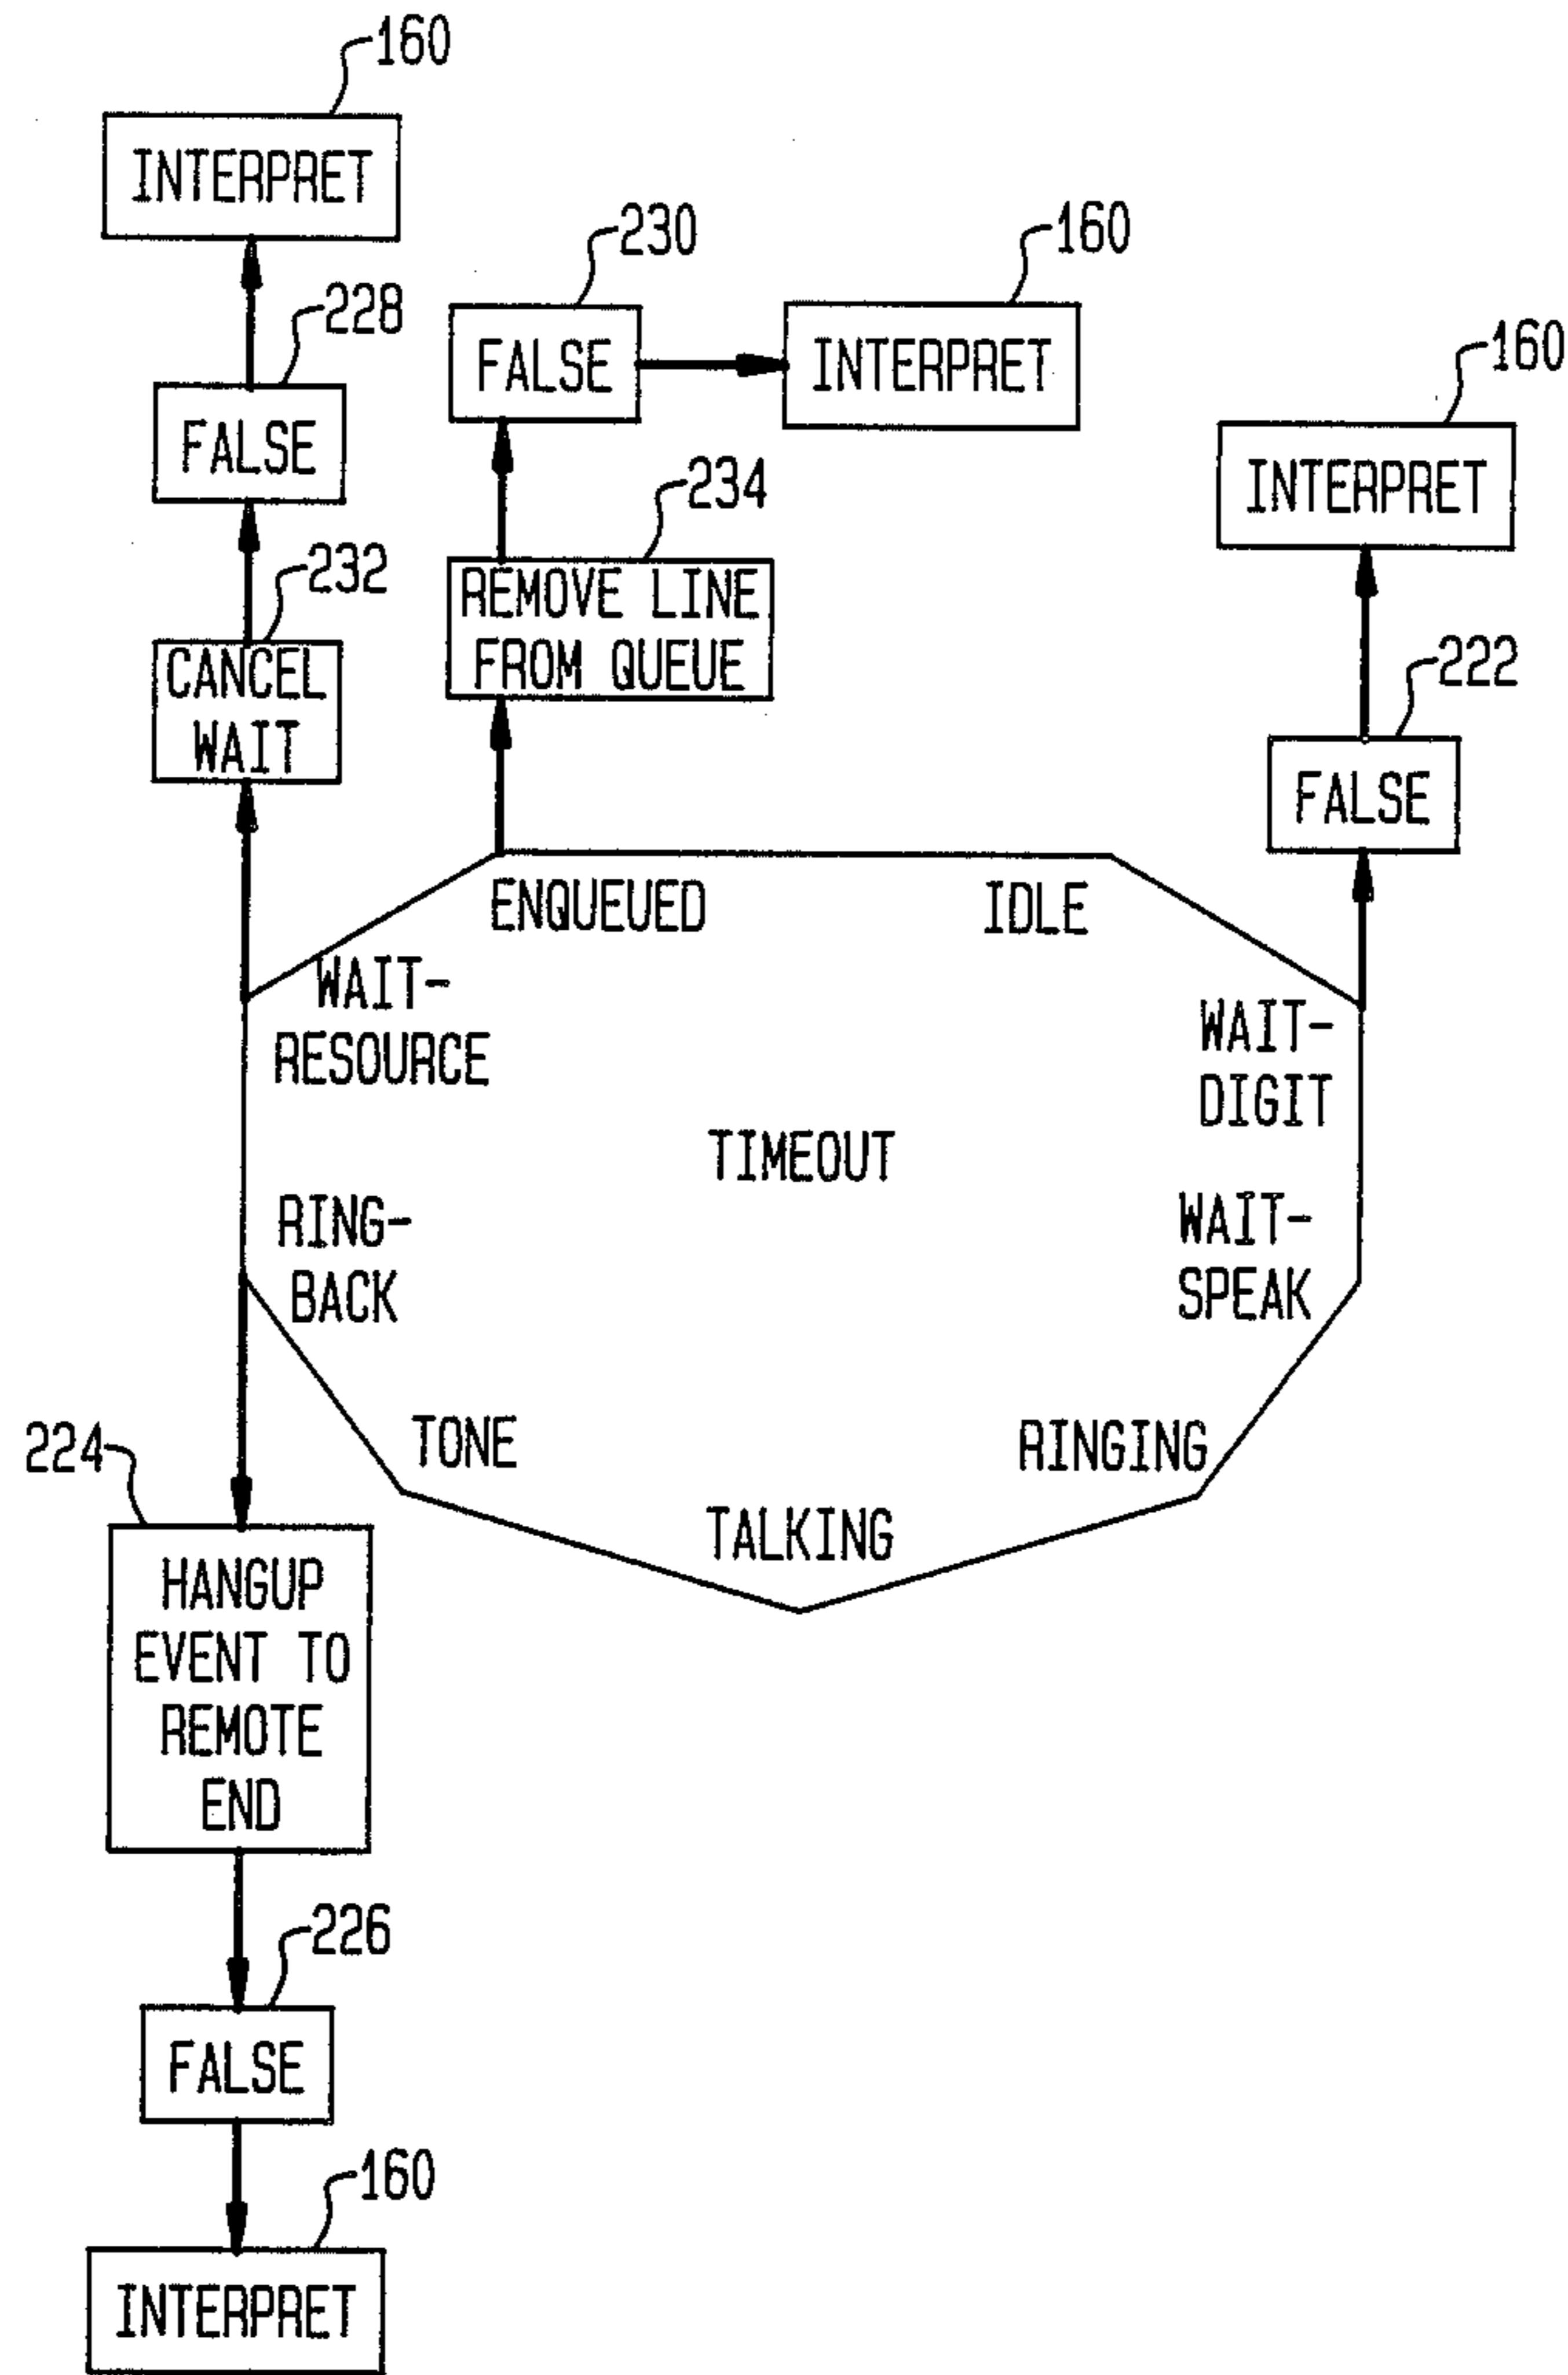 160
INTERPRET
228
FALSE
232
CANCEL
WAIT
230
FALSE
160
INTERPRET
234
REMOVE LINE
FROM QUEUE
160
INTERPRET
222
FALSE
ENQUEUED
IDLE
WAIT-
RESOURCE
WAIT-
DIGIT
TIMEOUT
RING-
BACK
WAIT-
SPEAK
TONE
RINGING
TALKING
224
HANGUP
EVENT TO
REMOTE
END
226
FALSE
160
INTERPRET